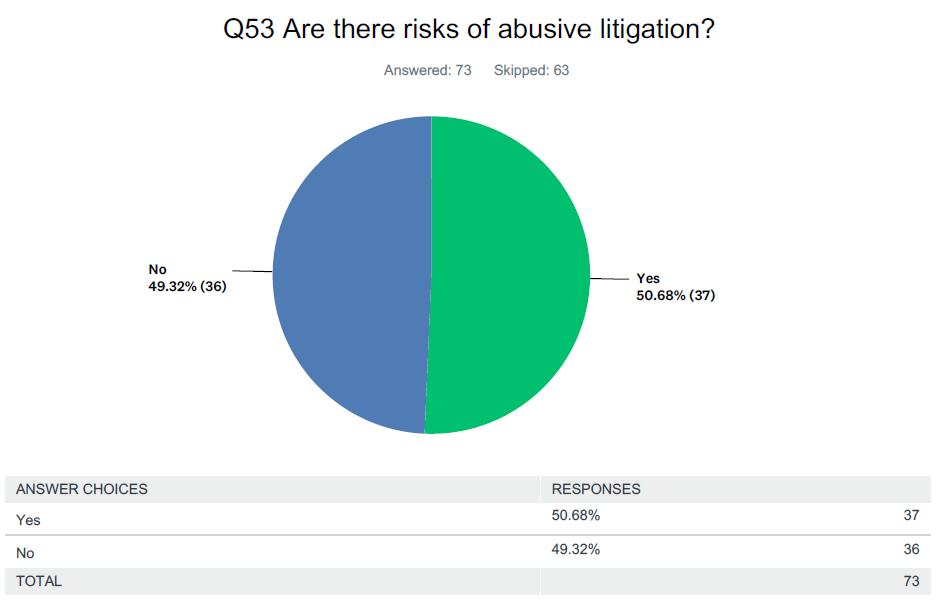 Q53 Are there risks of abusive litigation?
Answered: 73 Skipped: 63
No
49.32% (36)
Yes
50.68% (37)
ANSWER CHOICES RESPONSES
Yes 50.68% 37
No 49.32% 36
TOTAL 73